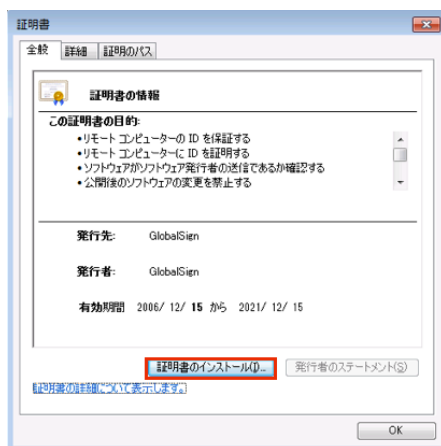 証明書
全般 詳細 証明のパス
証明書の情報
この証明書の目的:
•リモート コンピューターの ID を保証する
•リモート コンピューターに ID を証明する
•ソフトウェアがソフトウェア発行者の送信であるか確認する
•公開後のソフトウェアの変更を禁止する
発行先: GlobalSign
発行者: GlobalSign
有効期間 2006/ 12/ 15 から 2021/ 12/ 15
証明書のインストール(I)... 発行者のステートメント(S)
証明書の詳細について表示します。
OK